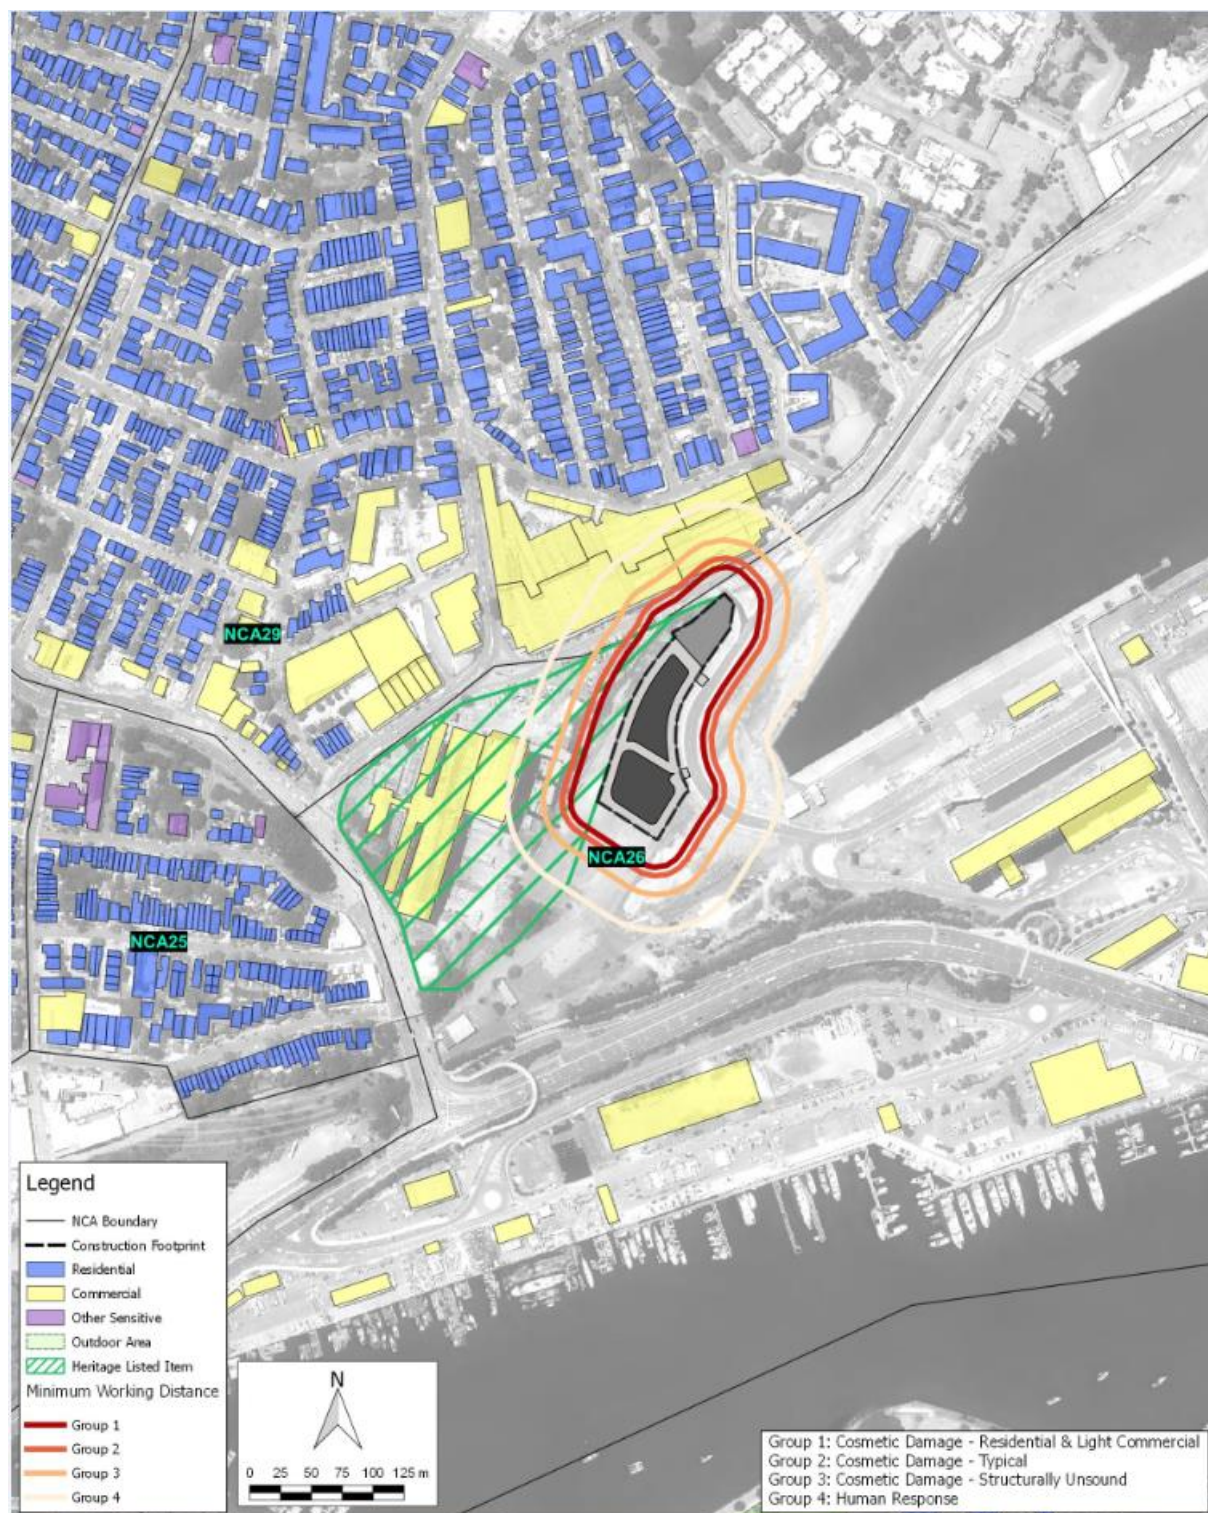 NCA29
NCA26
NCA25
Legend
NCA Boundary
Construction Footprint
Residential
Commercial
Other Sensitive
Outdoor Area
Heritage Listed Item
Minimum Working Distance
Group 1
Group 2
Group 3
Group 4
N
0 25 50 75 100 125 m
Group 1: Cosmetic Damage - Residential & Light Commercial
Group 2: Cosmetic Damage - Typical
Group 3: Cosmetic Damage - Structurally Unsound
Group 4: Human Response